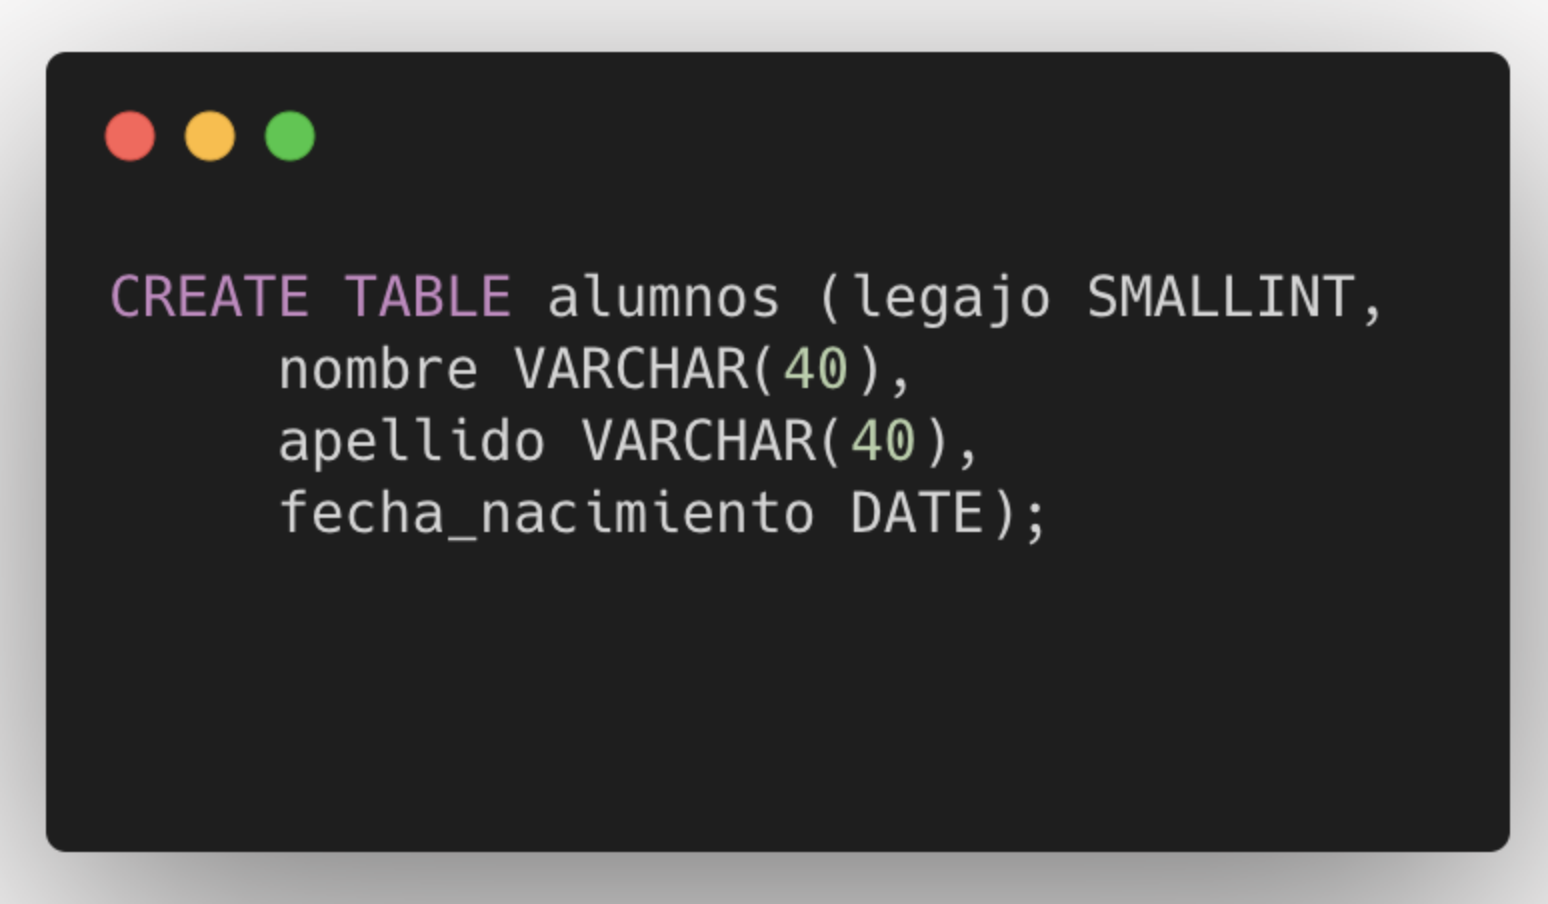 CREATE TABLE alumnos (legajo SMALLINT,
nombre VARCHAR(40),
apellido VARCHAR(40),
fecha_nacimiento DATE);